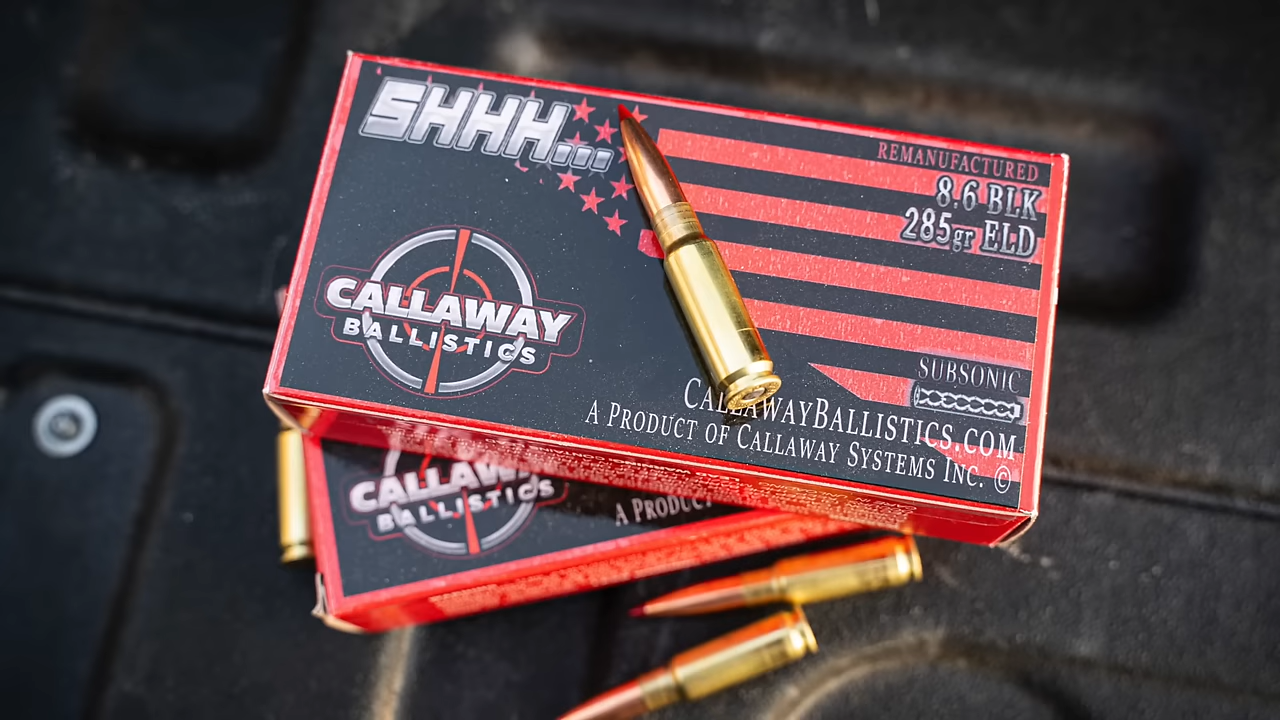 SHHH...
REMANUFACTURED
8.6 BLK
285gr ELD
CALLAWAY
BALLISTICS
SUBSONIC
CALLAWAYBALLISTICS.COM
A PRODUCT OF CALLAWAY SYSTEMS INC. ©
CALLAWAY
BALLISTICS
A PRODUCT